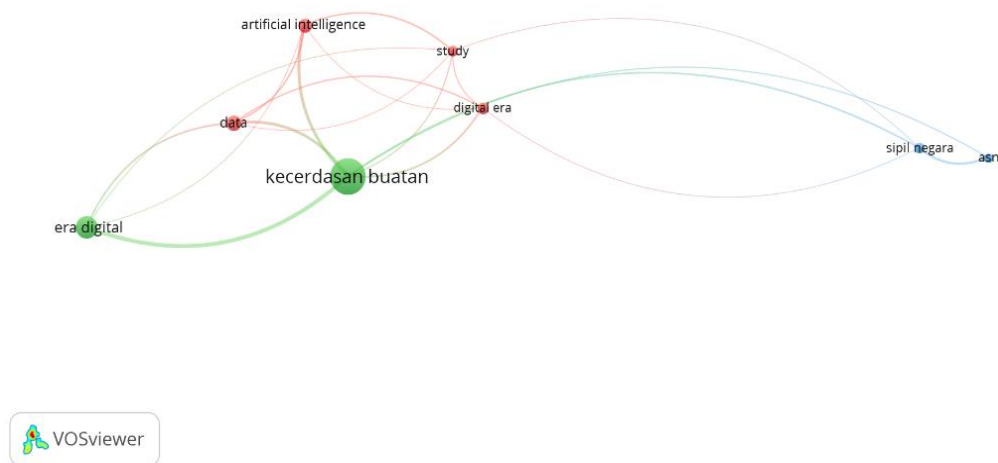 artificial intelligence
study
digital era
data
sipil negara
asn
kecerdasan buatan
era digital
VOSviewer